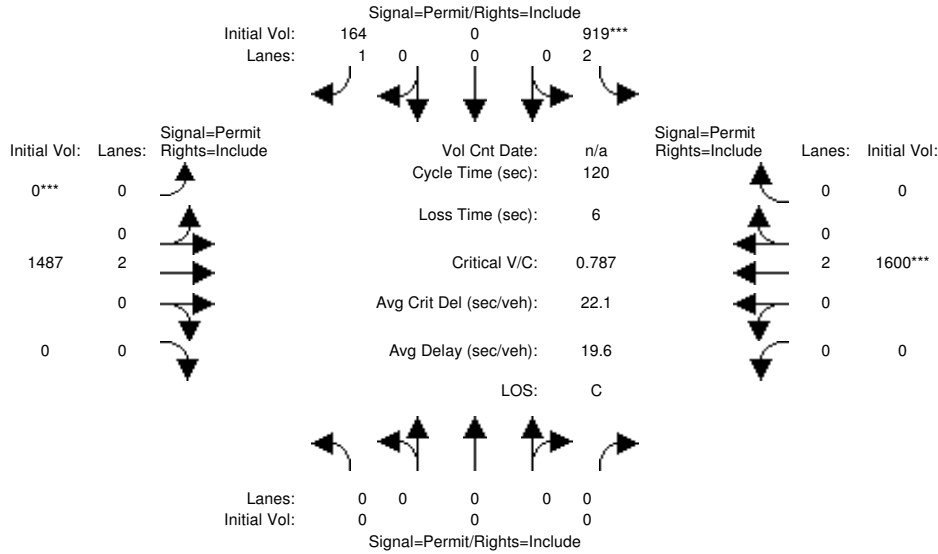 Signal=Permit/Rights=Include
Initial Vol: 164 0 919***
Lanes: 1 0 0 0 2
Signal=Permit Signal=Permit
Initial Vol: Lanes: Rights=Include Vol Cnt Date: n/a Rights=Include Lanes: Initial Vol:
Cycle Time (sec): 120
0*** 0 0 0
Loss Time (sec): 6
0 0
1487 2 Critical V/C: 0.787 2 1600***
0 Avg Crit Del (sec/veh): 22.1 0
0 0 Avg Delay (sec/veh): 19.6 0 0
LOS: C
Lanes: 0 0 0 0 0
Initial Vol: 0 0 0
Signal=Permit/Rights=Include